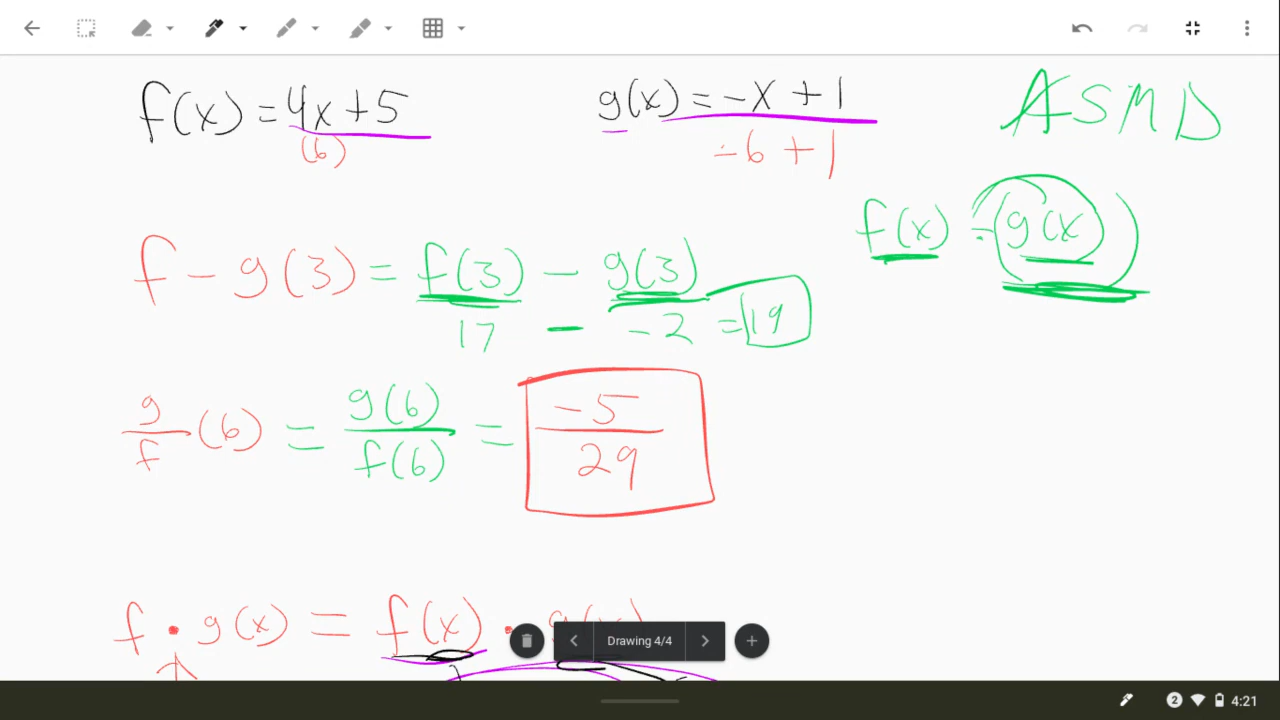 f(x) = 4x + 5
g(x) = -x + 1
ASMD
(6)
-6 + 1
f(x) - (g(x))
f - g(3) = f(3) - g(3)
17 - -2 = 19
g/f (6) = g(6)/f(6) = -5/29
f · g(x) = f(x) ·
Drawing 4/4
2
4:21